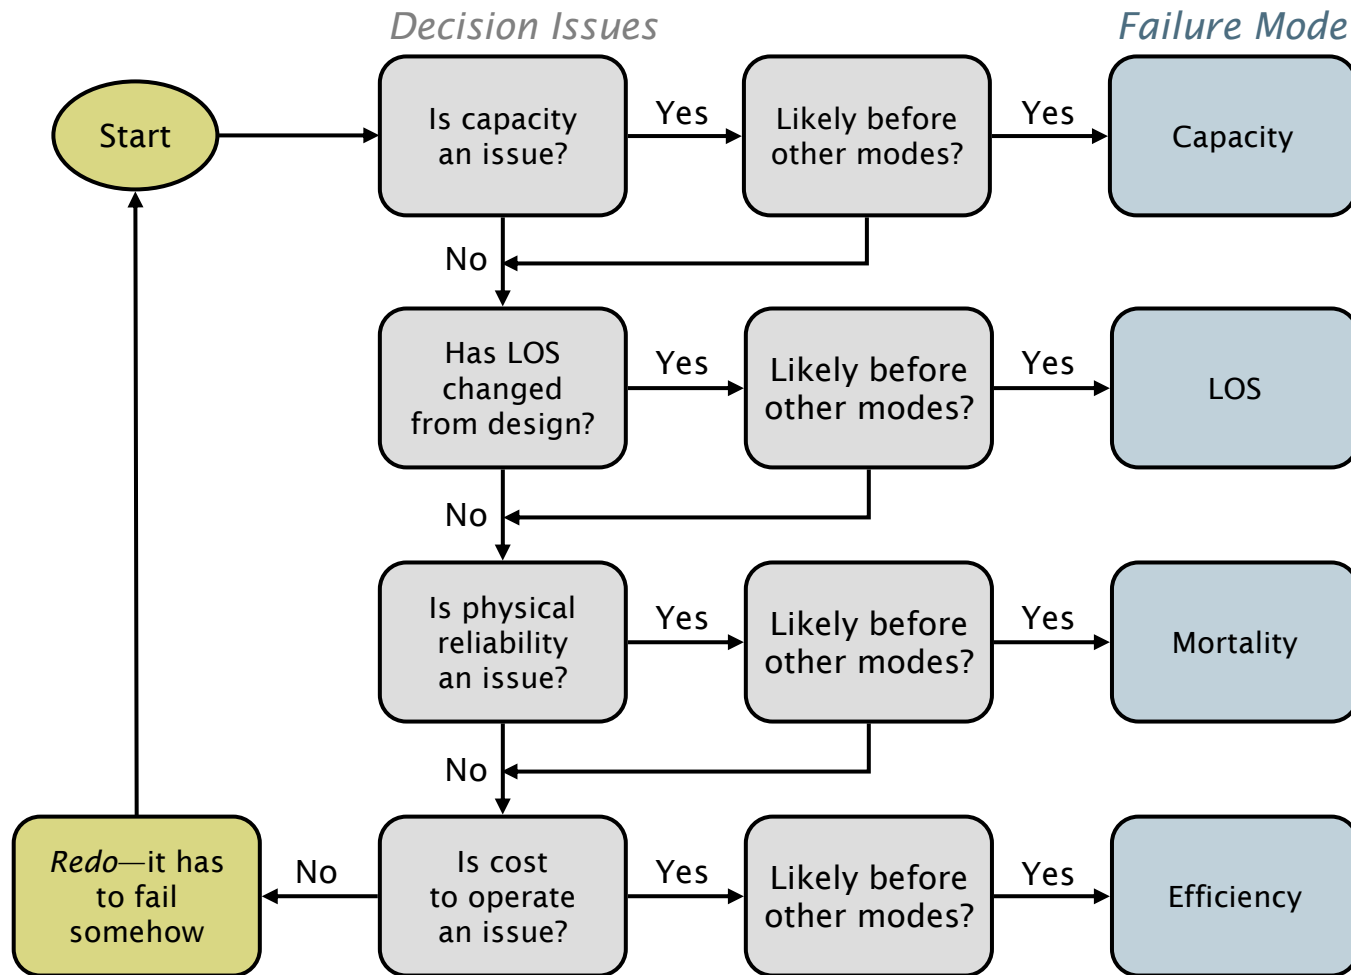 Decision Issues
Failure Mode
Start
Is capacity
an issue?
Yes
Likely before
other modes?
Yes
Capacity
No
Has LOS
changed
from design?
Yes
Likely before
other modes?
Yes
LOS
No
Is physical
reliability
an issue?
Yes
Likely before
other modes?
Yes
Mortality
No
Redo—it has
to fail
somehow
No
Is cost
to operate
an issue?
Yes
Likely before
other modes?
Yes
Efficiency